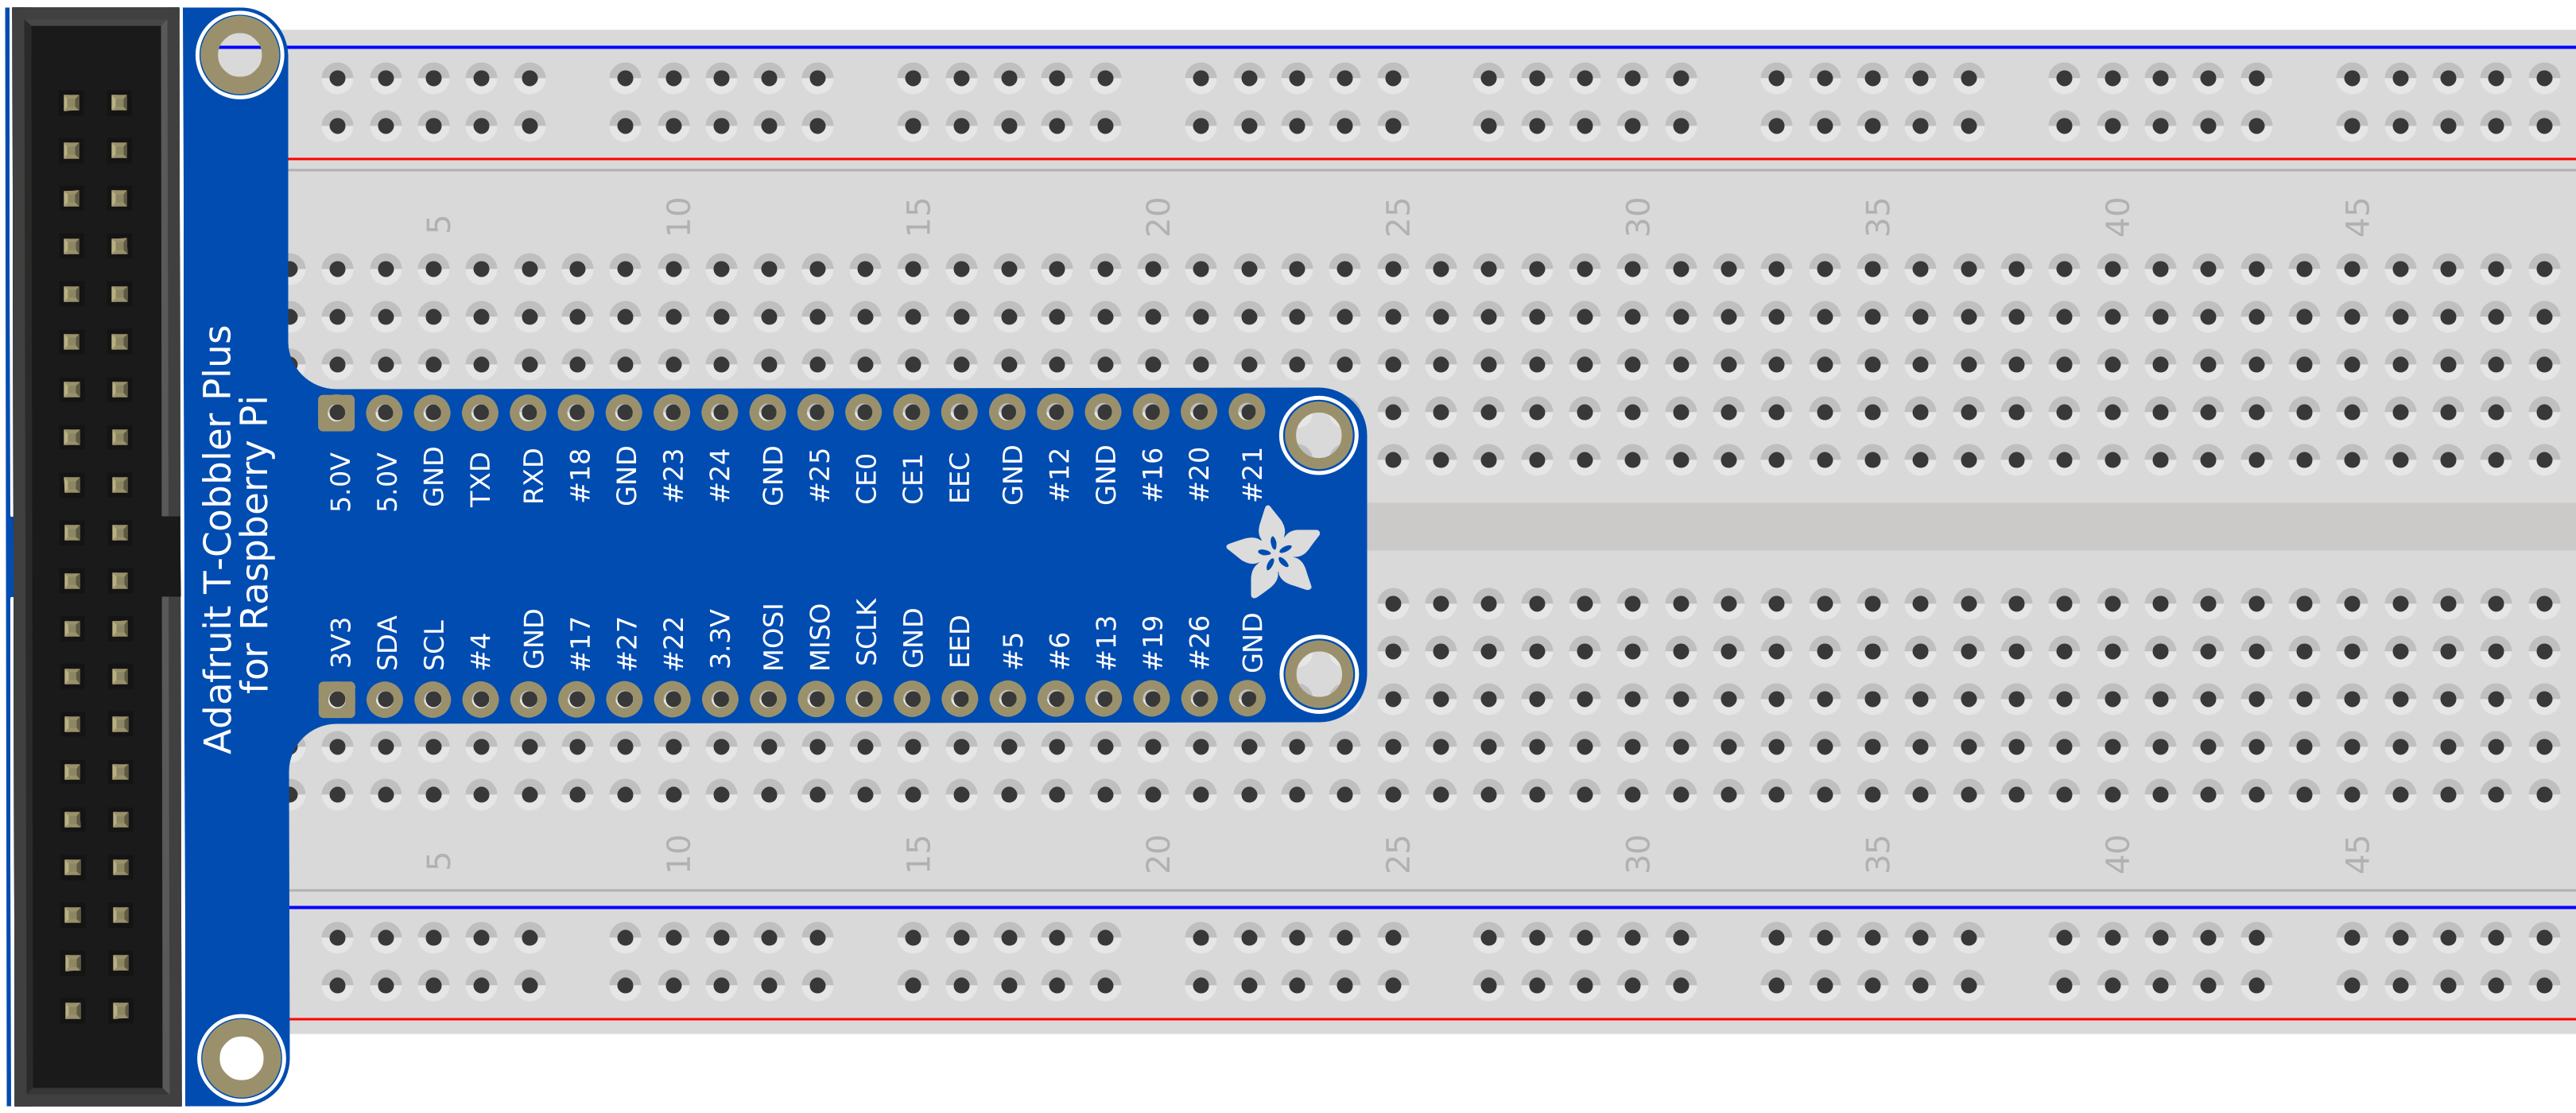 5 10 15 20 25 30 35 40 45
Adafruit T-Cobbler Plus
for Raspberry Pi
5.0V 5.0V GND TXD RXD #18 GND #23 #24 GND #25 CE0 CE1 EEC GND #12 GND #16 #20 #21
3V3 SDA SCL #4 GND #17 #27 #22 3.3V MOSI MISO SCLK GND EED #5 #6 #13 #19 #26 GND
5 10 15 20 25 30 35 40 45